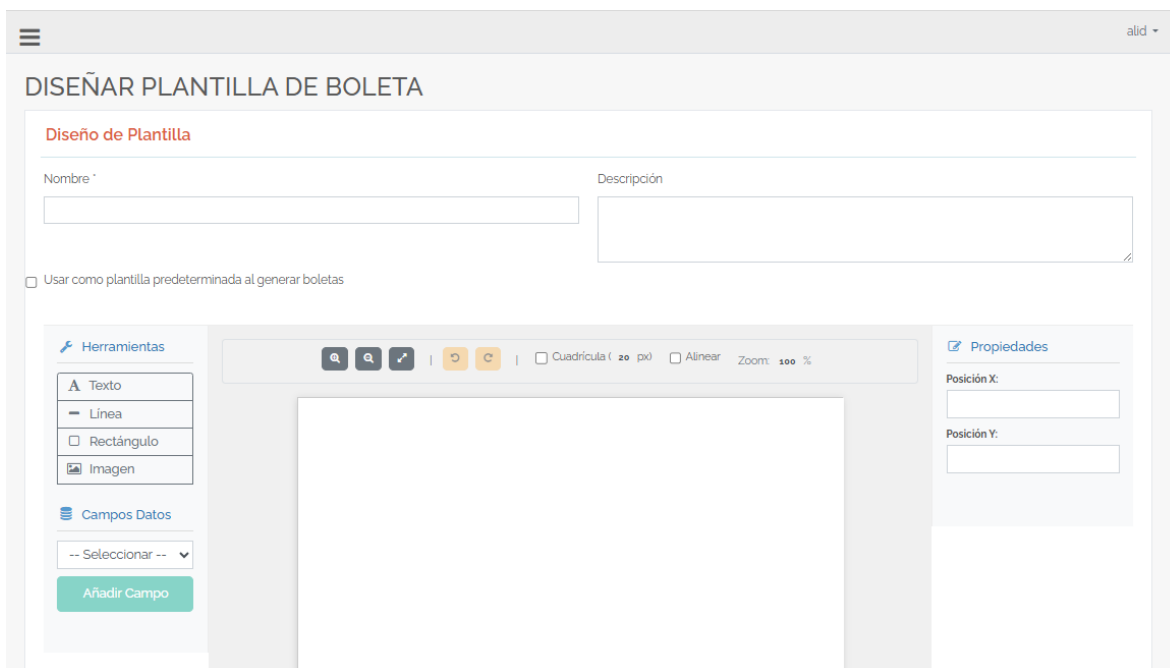 alid
DISEÑAR PLANTILLA DE BOLETA
Diseño de Plantilla
Nombre *
Descripción
Usar como plantilla predeterminada al generar boletas
Herramientas
A Texto
Línea
Rectángulo
Imagen
Campos Datos
-- Seleccionar --
Añadir Campo
| | Cuadrícula ( 20 px) Alinear Zoom: 100 %
Propiedades
Posición X:
Posición Y: